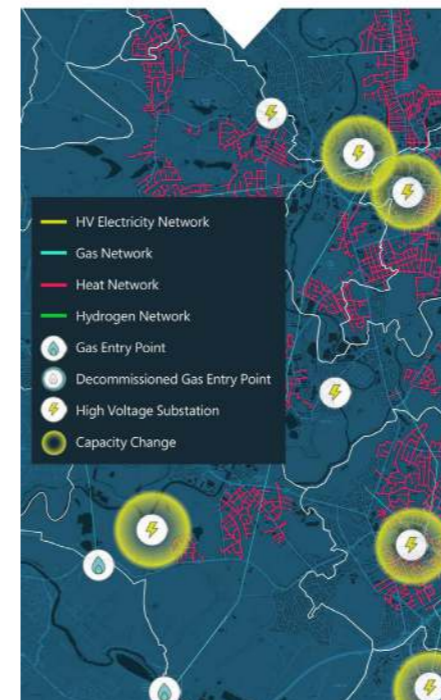 HV Electricity Network
Gas Network
Heat Network
Hydrogen Network
Gas Entry Point
Decommissioned Gas Entry Point
High Voltage Substation
Capacity Change